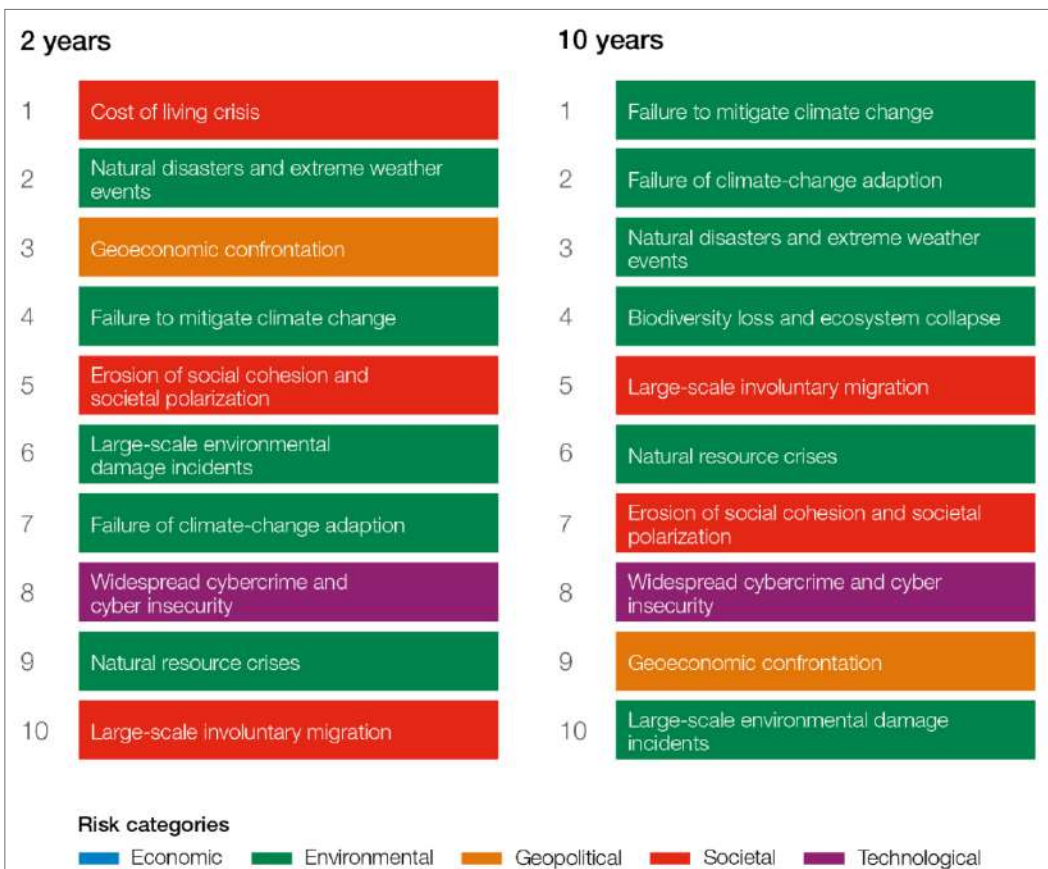 2 years
1
Cost of living crisis
2
Natural disasters and extreme weather
events
3
Geoeconomic confrontation
4
Failure to mitigate climate change
5
Erosion of social cohesion and
societal polarization
6
Large-scale environmental
damage incidents
7
Failure of climate-change adaption
8
Widespread cybercrime and
cyber insecurity
9
Natural resource crises
10
Large-scale involuntary migration
10 years
1
Failure to mitigate climate change
2
Failure of climate-change adaption
3
Natural disasters and extreme weather
events
4
Biodiversity loss and ecosystem collapse
5
Large-scale involuntary migration
6
Natural resource crises
7
Erosion of social cohesion and societal
polarization
8
Widespread cybercrime and cyber
insecurity
9
Geoeconomic confrontation
10
Large-scale environmental damage
incidents
Risk categories
Economic Environmental Geopolitical Societal Technological